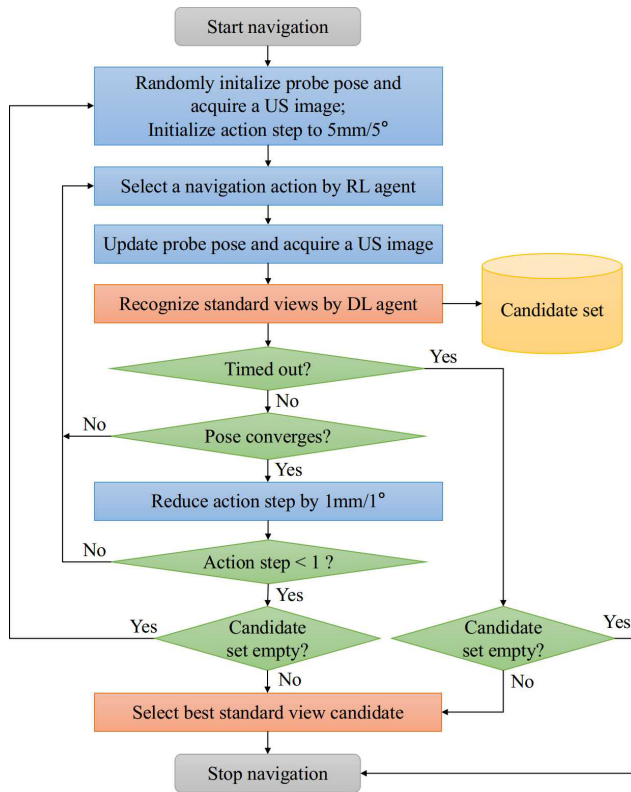 Start navigation
Randomly initalize probe pose and
acquire a US image;
Initialize action step to 5mm/5°
Select a navigation action by RL agent
Update probe pose and acquire a US image
Recognize standard views by DL agent
Candidate set
Timed out?
Yes
No
Pose converges?
No
Yes
Reduce action step by 1mm/1°
Action step < 1 ?
No
Yes
Candidate
set empty?
Yes
No
Candidate
set empty?
Yes
No
Select best standard view candidate
Stop navigation